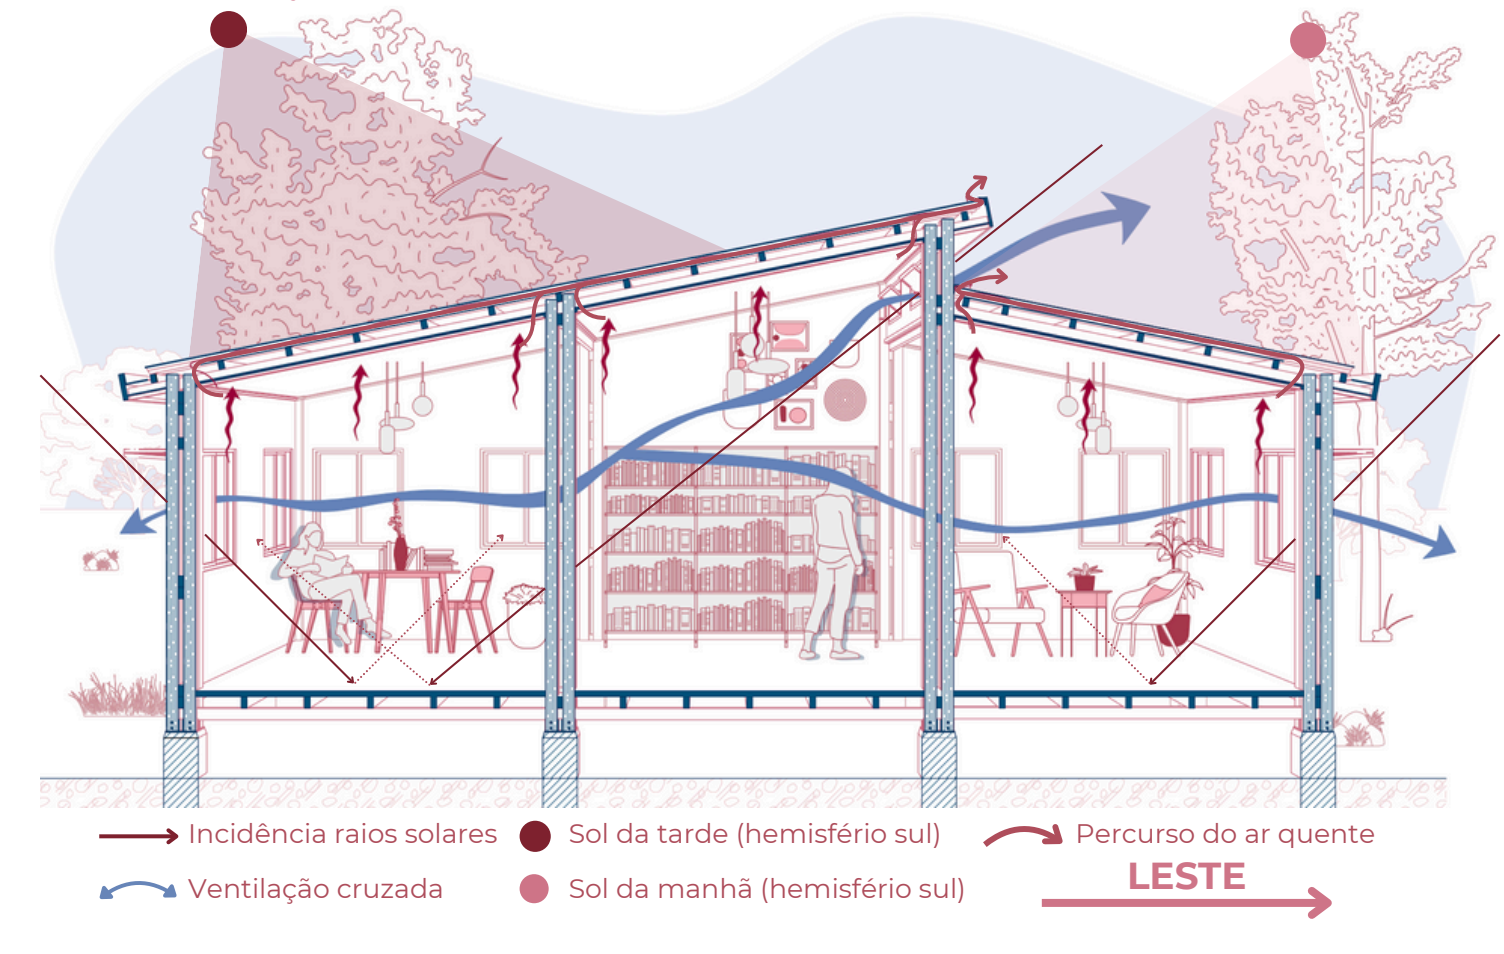 Incidência raios solares
Sol da tarde (hemisfério sul)
Percurso do ar quente
Ventilação cruzada
Sol da manhã (hemisfério sul)
LESTE